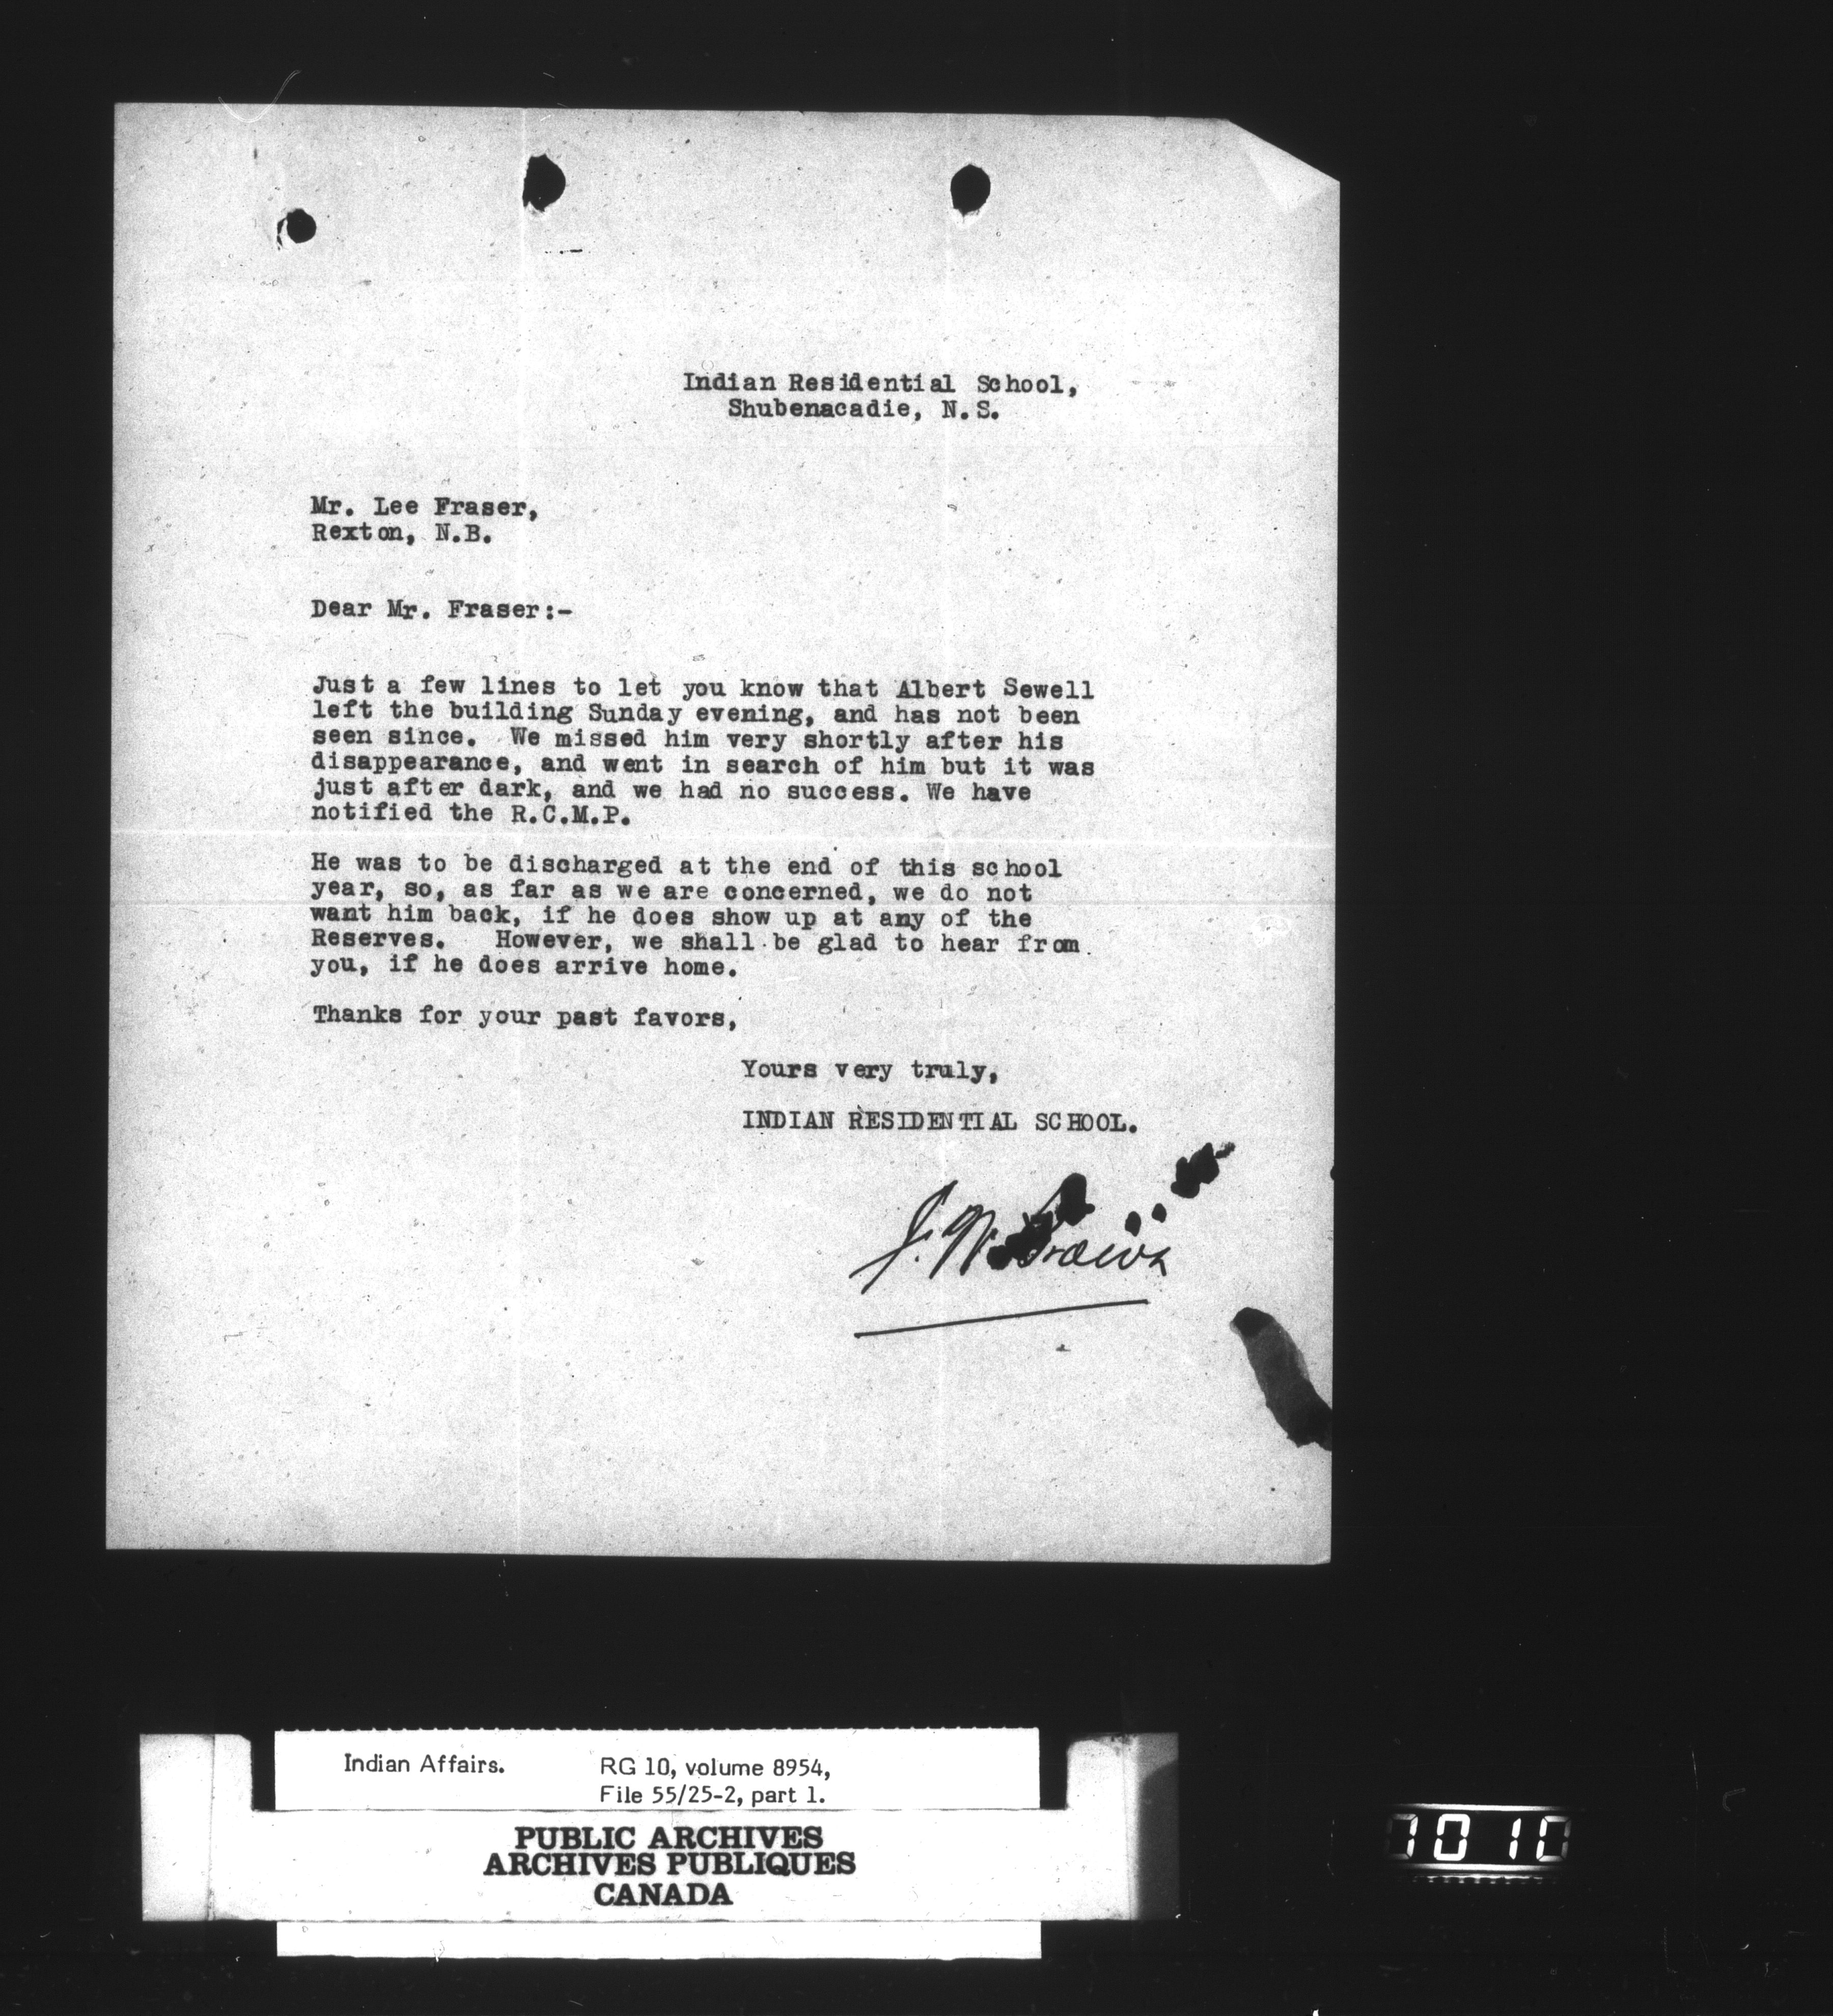 Indian Residential School,
Shubenacadie, N.S.
Mr. Lee Fraser,
Rexton, N.B.
Dear Mr. Fraser:-
Just a few lines to let you know that Albert Sewell
left the building Sunday evening, and has not been
seen since. We missed him very shortly after his
disappearance, and went in search of him but it was
just after dark, and we had no success. We have
notified the R.C.M.P.
He was to be discharged at the end of this school
year, so, as far as we are concerned, we do not
want him back, if he does show up at any of the
Reserves. However, we shall be glad to hear from
you, if he does arrive home.
Thanks for your past favors,
Yours very truly,
INDIAN RESIDENTIAL SCHOOL.
Indian Affairs. RG 10, volume 8954,
File 55/25-2, part 1.
PUBLIC ARCHIVES
ARCHIVES PUBLIQUES
CANADA